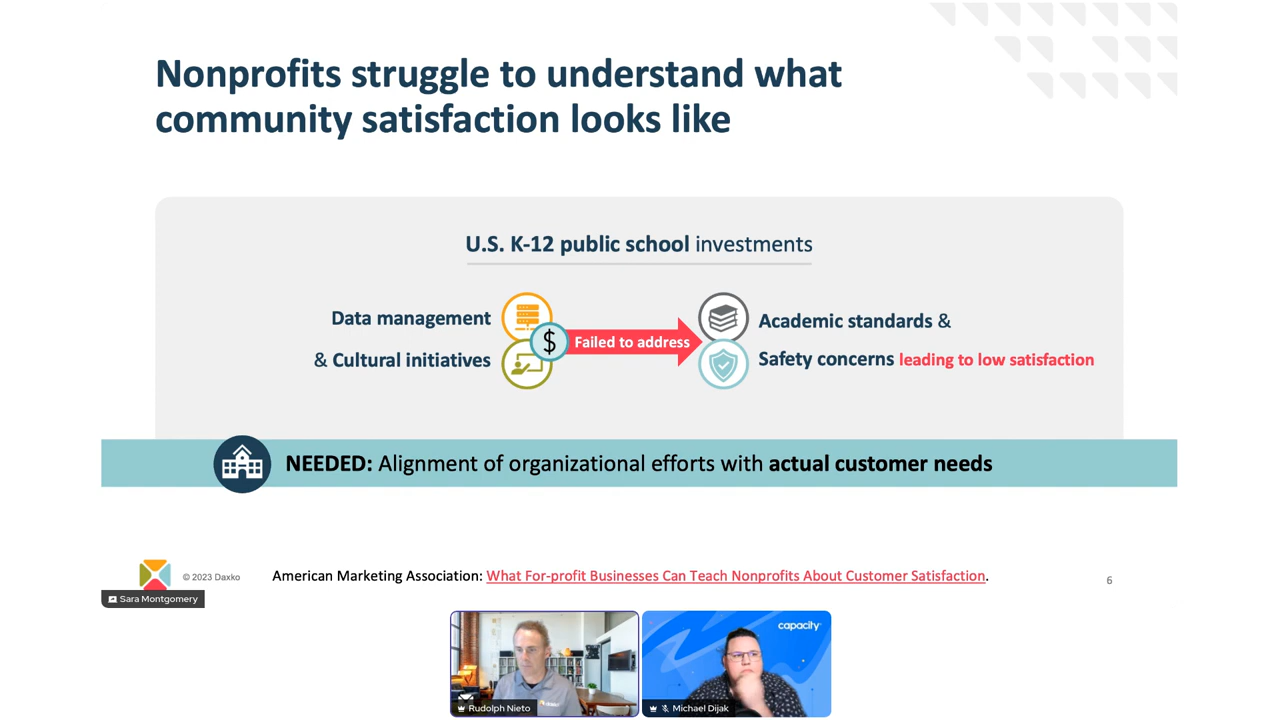 Nonprofits struggle to understand what
community satisfaction looks like
U.S. K-12 public school investments
Data management
& Cultural initiatives
$
Failed to address
Academic standards &
Safety concerns leading to low satisfaction
NEEDED: Alignment of organizational efforts with actual customer needs
© 2023 Daxko
American Marketing Association: What For-profit Businesses Can Teach Nonprofits About Customer Satisfaction.
6
Sara Montgomery
capacity
Rudolph Nieto
Michael Dijak